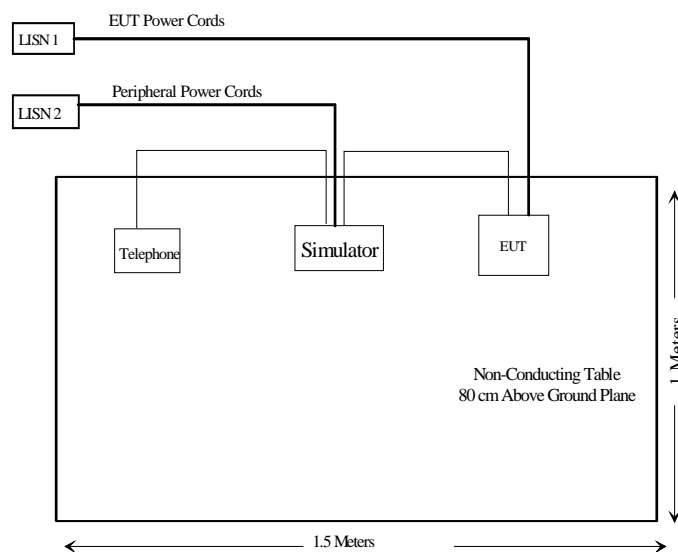 EUT Power Cords
LISN 1
Peripheral Power Cords
LISN 2
Telephone
Simulator
EUT
Non-Conducting Table
80 cm Above Ground Plane
1 Meters
1.5 Meters